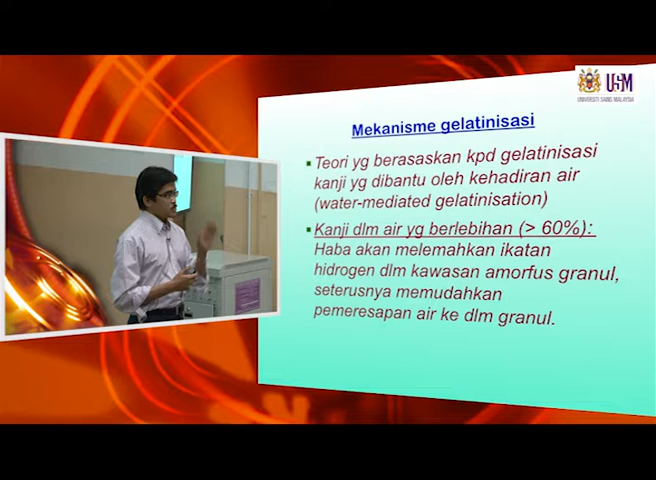 USM
UNIVERSITI SAINS MALAYSIA
Mekanisme gelatinisasi
Teori yg berasaskan kpd gelatinisasi
kanji yg dibantu oleh kehadiran air
(water-mediated gelatinisation)
Kanji dlm air yg berlebihan (> 60%):
Haba akan melemahkan ikatan
hidrogen dlm kawasan amorfus granul,
seterusnya memudahkan
pemeresapan air ke dlm granul.